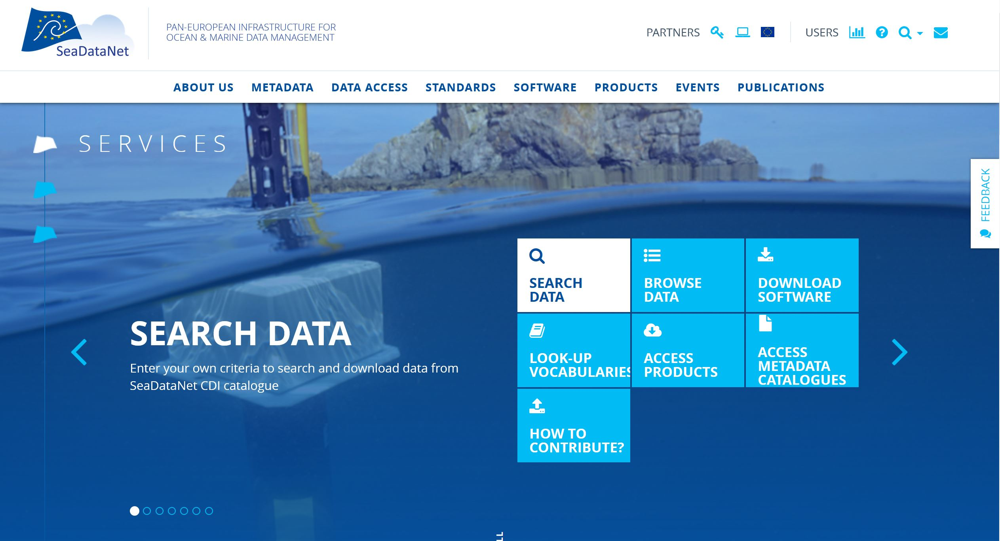 SeaDataNet
PAN-EUROPEAN INFRASTRUCTURE FOR
OCEAN & MARINE DATA MANAGEMENT
PARTNERS
USERS
ABOUT US
METADATA
DATA ACCESS
STANDARDS
SOFTWARE
PRODUCTS
EVENTS
PUBLICATIONS
SERVICES
FEEDBACK
SEARCH DATA
Enter your own criteria to search and download data from
SeaDataNet CDI catalogue
SEARCH
DATA
BROWSE
DATA
DOWNLOAD
SOFTWARE
LOOK-UP
VOCABULARIES
ACCESS
PRODUCTS
ACCESS
METADATA
CATALOGUES
HOW TO
CONTRIBUTE?